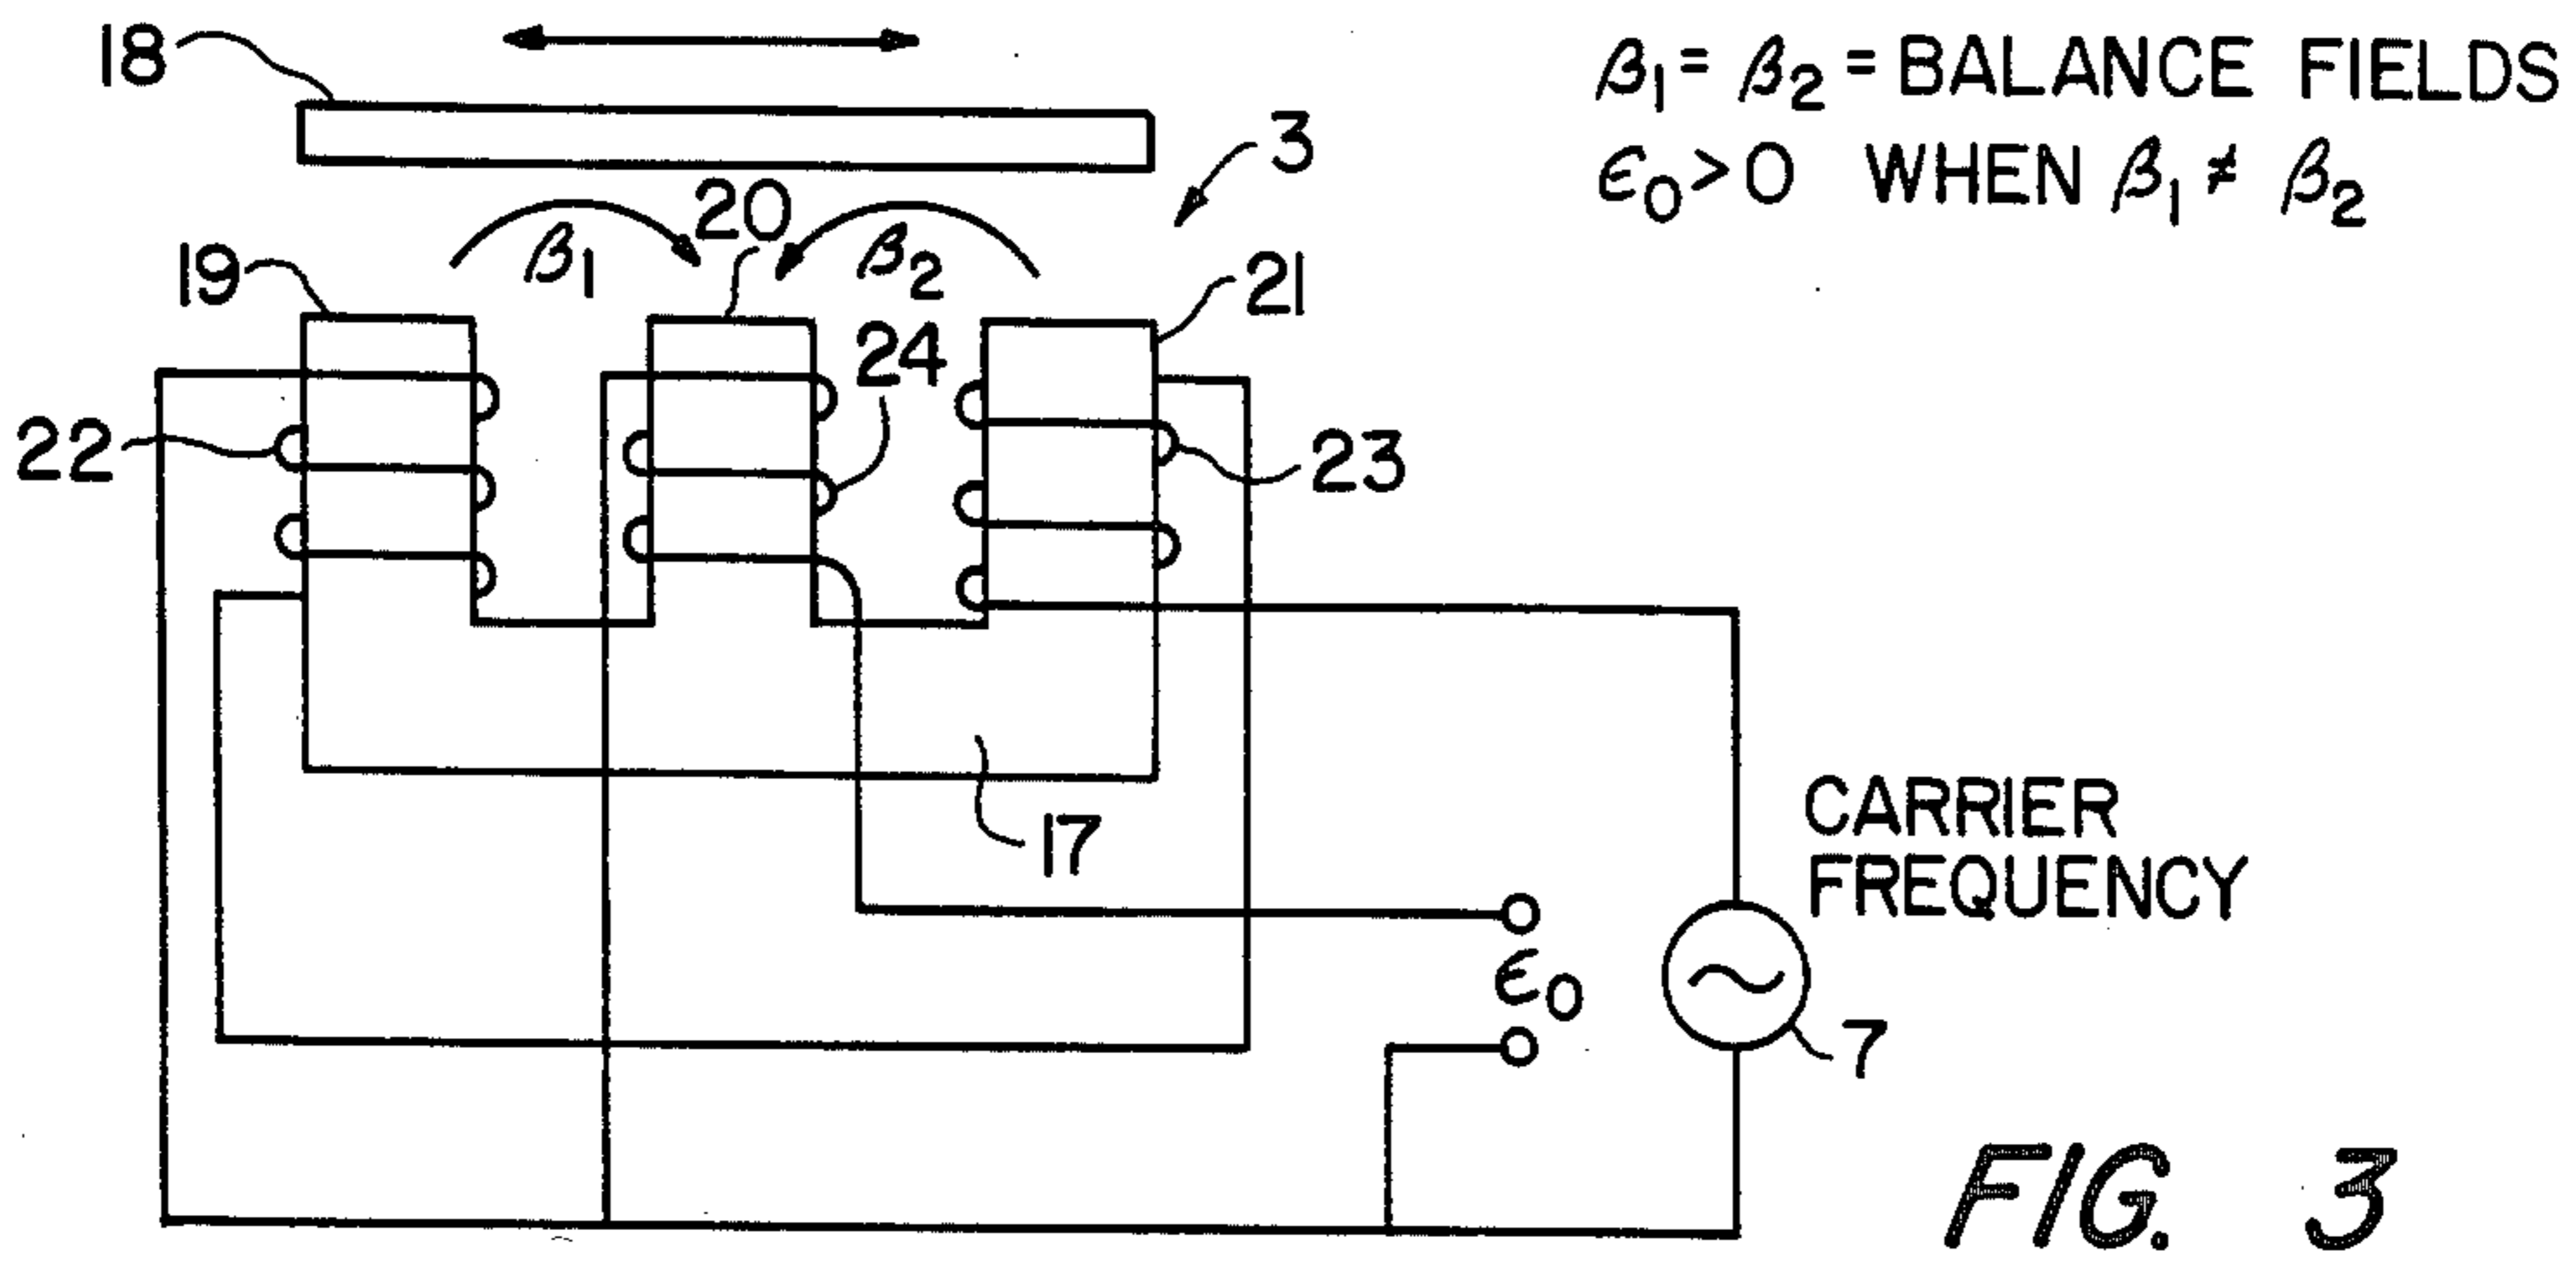 18
β₁ = β₂ = BALANCE FIELDS
ϵ₀ > 0 WHEN β₁ ≠ β₂
3
20
β₁
β₂
19
21
24
22
23
17
CARRIER
FREQUENCY
ϵ₀
7
FIG. 3